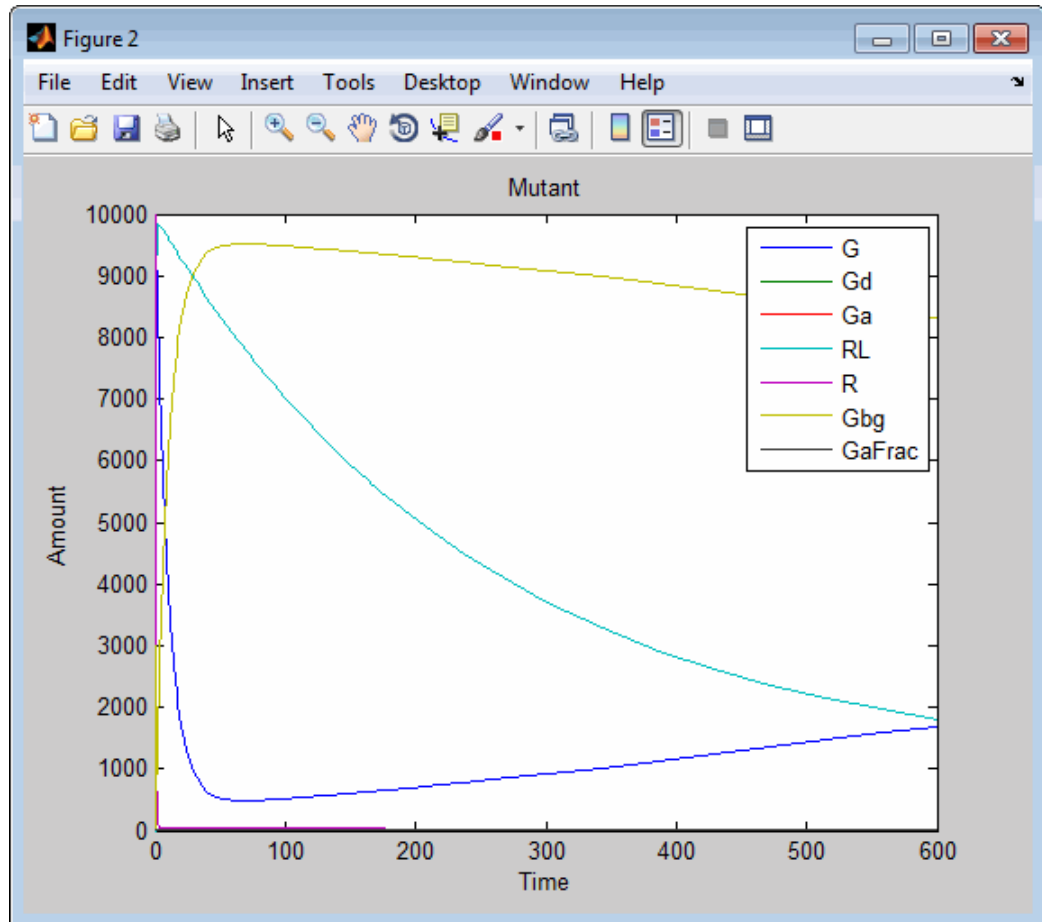 Figure 2
File Edit View Insert Tools Desktop Window Help
Mutant
10000
9000
8000
7000
6000
5000
4000
3000
2000
1000
0
Amount
0 100 200 300 400 500 600
Time
G
Gd
Ga
RL
R
Gbg
GaFrac